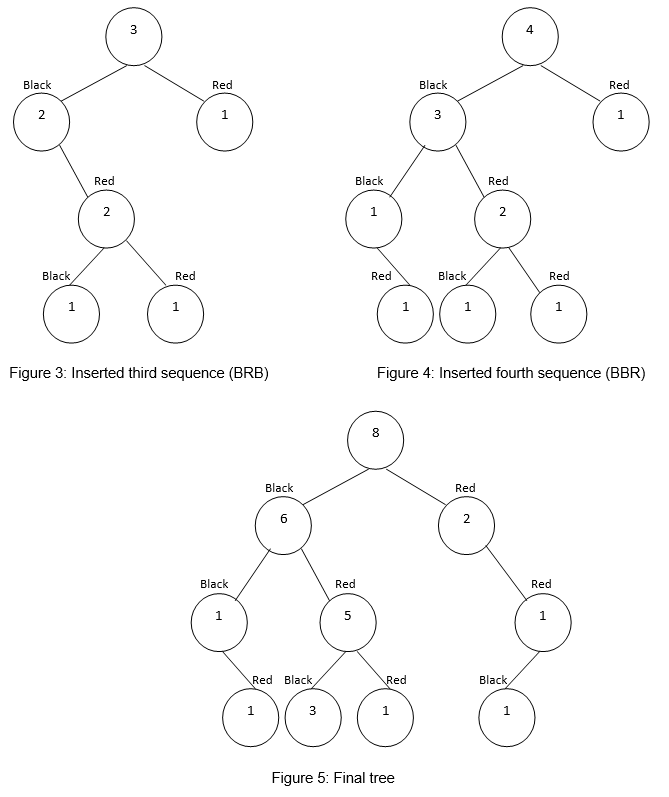 3
Black
Red
2
1
Red
2
Black
Red
1
1
Figure 3: Inserted third sequence (BRB)
4
Black
Red
3
1
Black
Red
1
2
Red
Black
Red
1
1
1
Figure 4: Inserted fourth sequence (BBR)
8
Black
Red
6
2
Black
Red
Red
1
5
1
Red
Black
Red
Black
1
3
1
1
Figure 5: Final tree